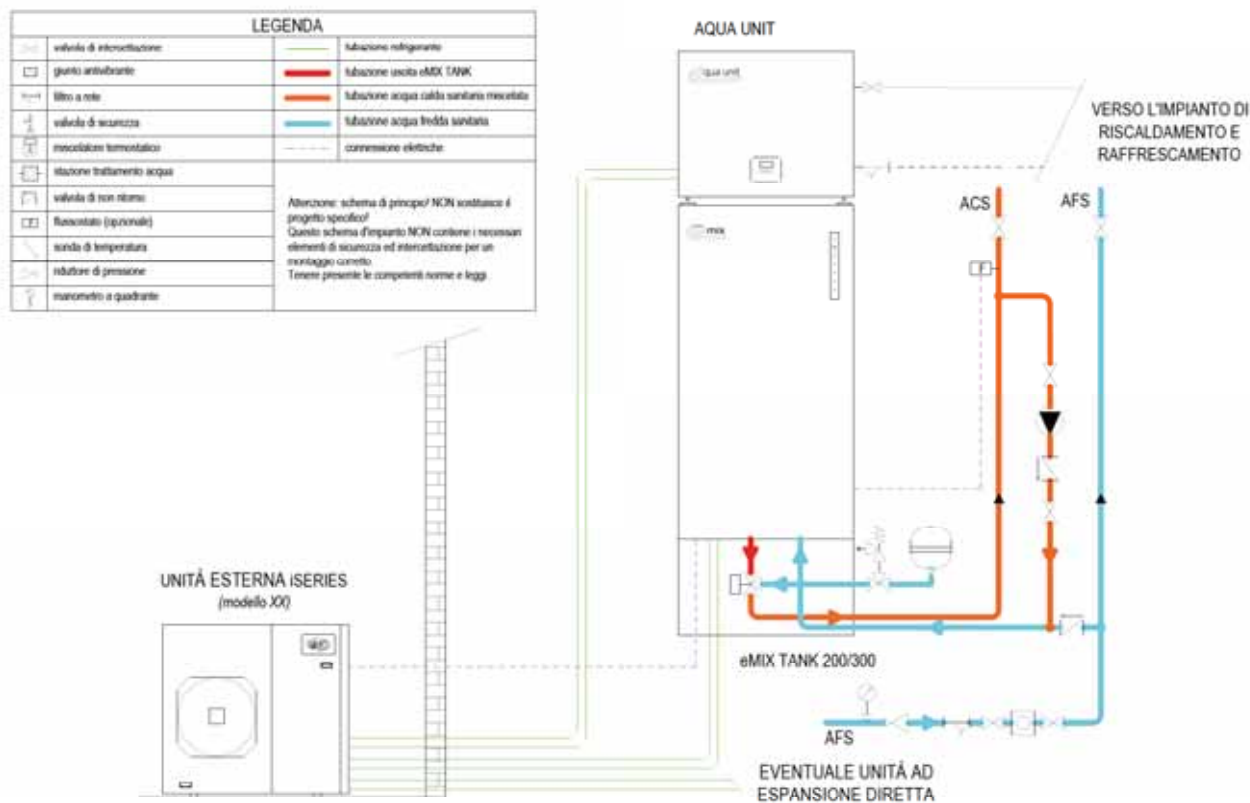 LEGENDA
valvola di intercettazione
tubazione refrigerante
giunto antivibrante
tubazione uscita eMIX TANK
filtro a rete
tubazione acqua calda sanitaria miscelata
valvola di sicurezza
tubazione acqua fredda sanitaria
miscelatore termostatico
connessione elettriche
stazione trattamento acqua
valvola di non ritorno
flussostato (opzionale)
sonda di temperatura
riduttore di pressione
manometro a quadrante
Attenzione: schema di principio! NON sostituisce il
progetto specifico!
Questo schema d'impianto NON contiene i necessari
elementi di sicurezza ed intercettazione per un
montaggio corretto.
Tenere presente le competenti norme e leggi
AQUA UNIT
qua unit
mix
VERSO L'IMPIANTO DI
RISCALDAMENTO E
RAFFRESCAMENTO
ACS
AFS
F
UNITÀ ESTERNA iSERIES
(modello XX)
eMIX TANK 200/300
AFS
EVENTUALE UNITÀ AD
ESPANSIONE DIRETTA